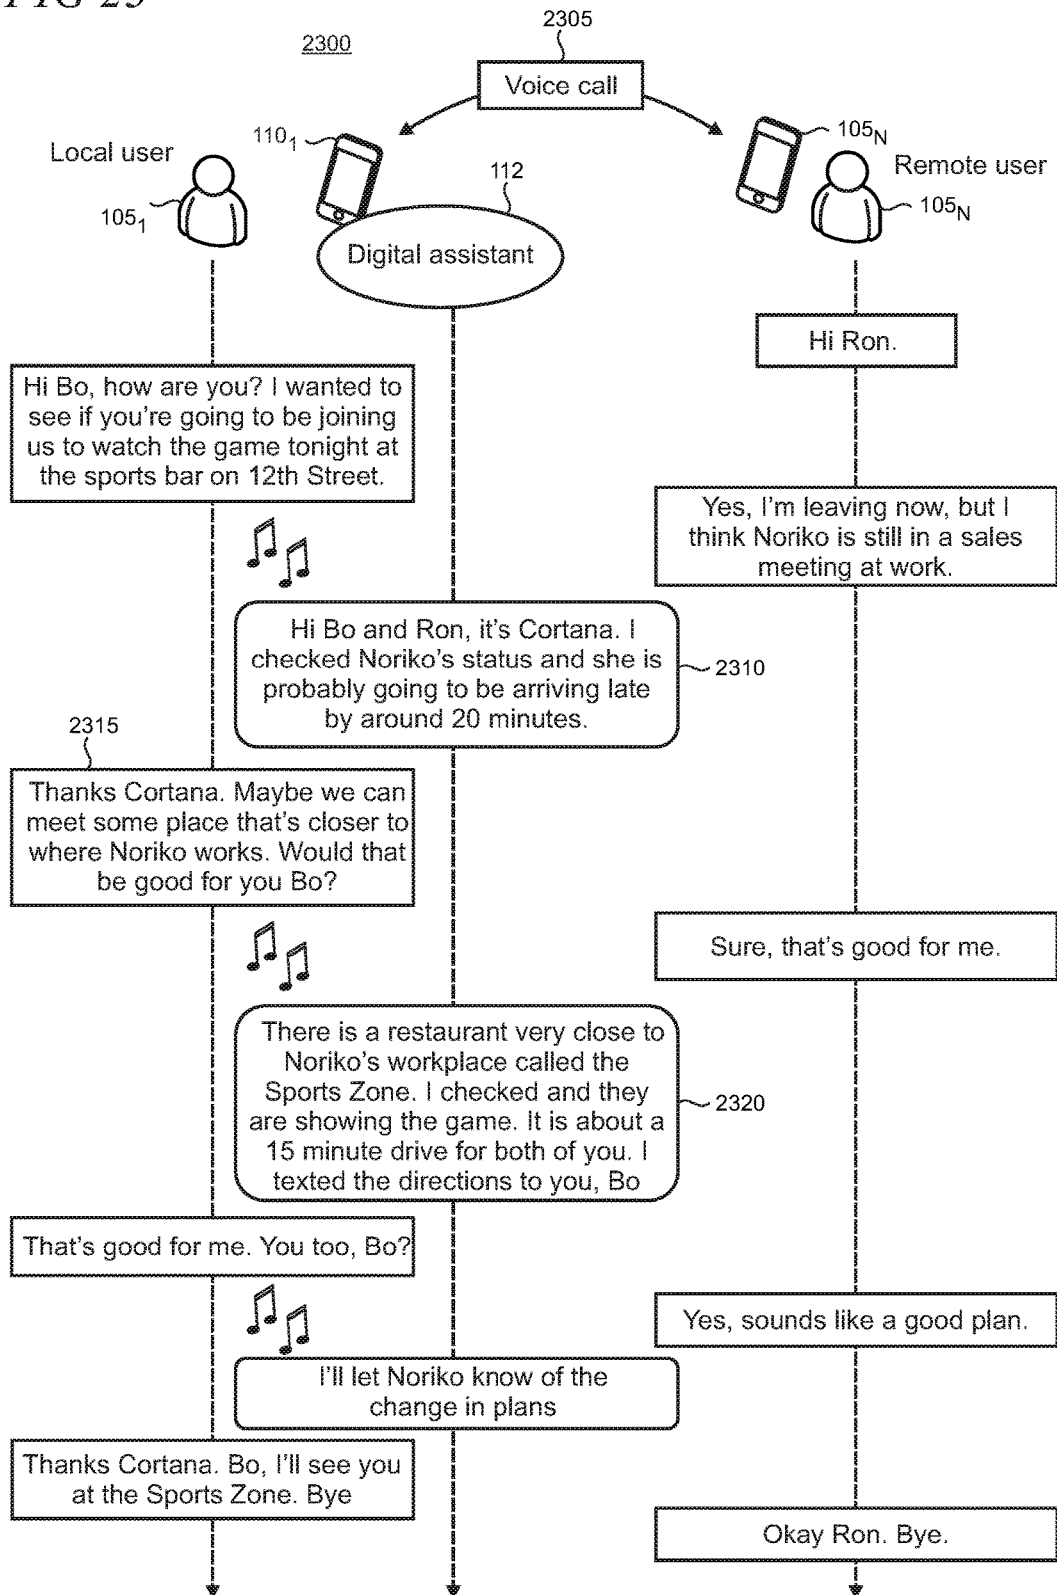 FIG 23
2305
2300
Voice call
110₁
105ₙ
Local user
Remote user
112
105₁
105ₙ
Digital assistant
Hi Ron.
Hi Bo, how are you? I wanted to
see if you're going to be joining
us to watch the game tonight at
the sports bar on 12th Street.
Yes, I'm leaving now, but I
think Noriko is still in a sales
meeting at work.
Hi Bo and Ron, it's Cortana. I
checked Noriko's status and she is
probably going to be arriving late
by around 20 minutes.
2310
2315
Thanks Cortana. Maybe we can
meet some place that's closer to
where Noriko works. Would that
be good for you Bo?
Sure, that's good for me.
There is a restaurant very close to
Noriko's workplace called the
Sports Zone. I checked and they
are showing the game. It is about a
15 minute drive for both of you. I
texted the directions to you, Bo
2320
That's good for me. You too, Bo?
Yes, sounds like a good plan.
I'll let Noriko know of the
change in plans
Thanks Cortana. Bo, I'll see you
at the Sports Zone. Bye
Okay Ron. Bye.